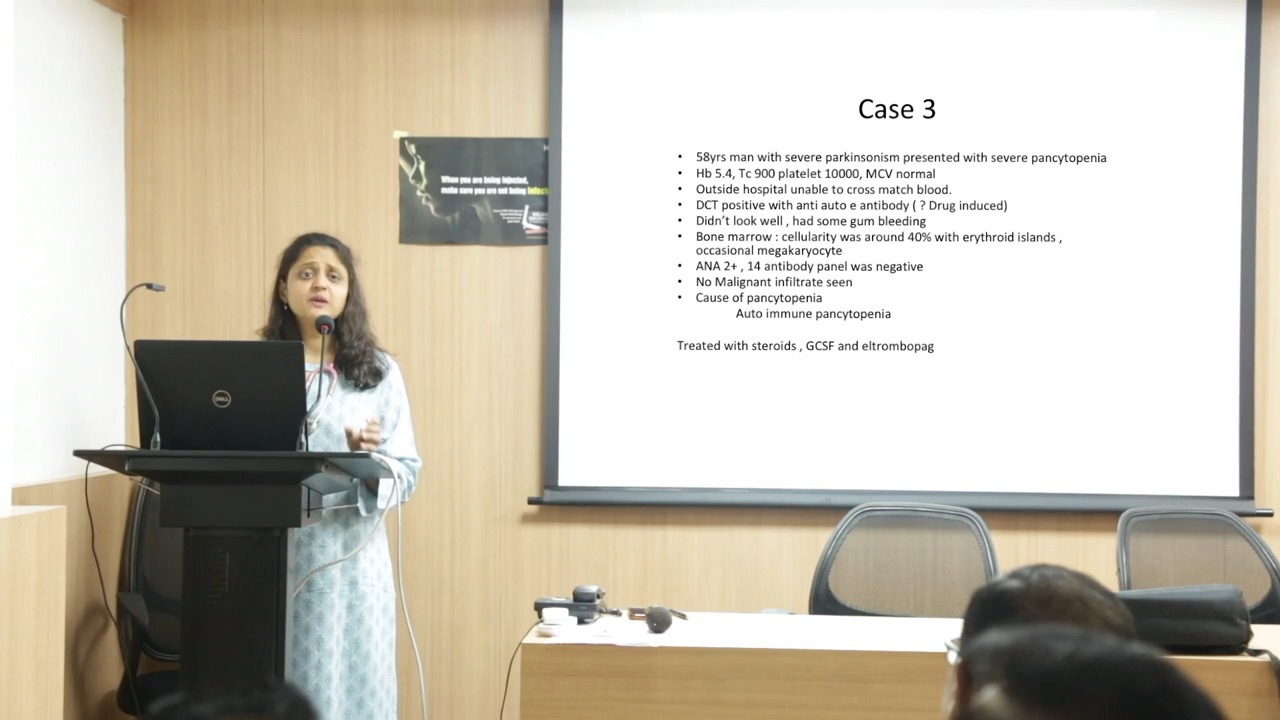 Case 3
• 58yrs man with severe parkinsonism presented with severe pancytopenia
• Hb 5.4, Tc 900 platelet 10000, MCV normal
• Outside hospital unable to cross match blood.
• DCT positive with anti auto e antibody ( ? Drug induced)
• Didn't look well , had some gum bleeding
• Bone marrow : cellularity was around 40% with erythroid islands ,
occasional megakaryocyte
• ANA 2+ , 14 antibody panel was negative
• No Malignant infiltrate seen
• Cause of pancytopenia
Auto immune pancytopenia
Treated with steroids , GCSF and eltrombopag
When you are being injected,
make sure you are not being
DELL